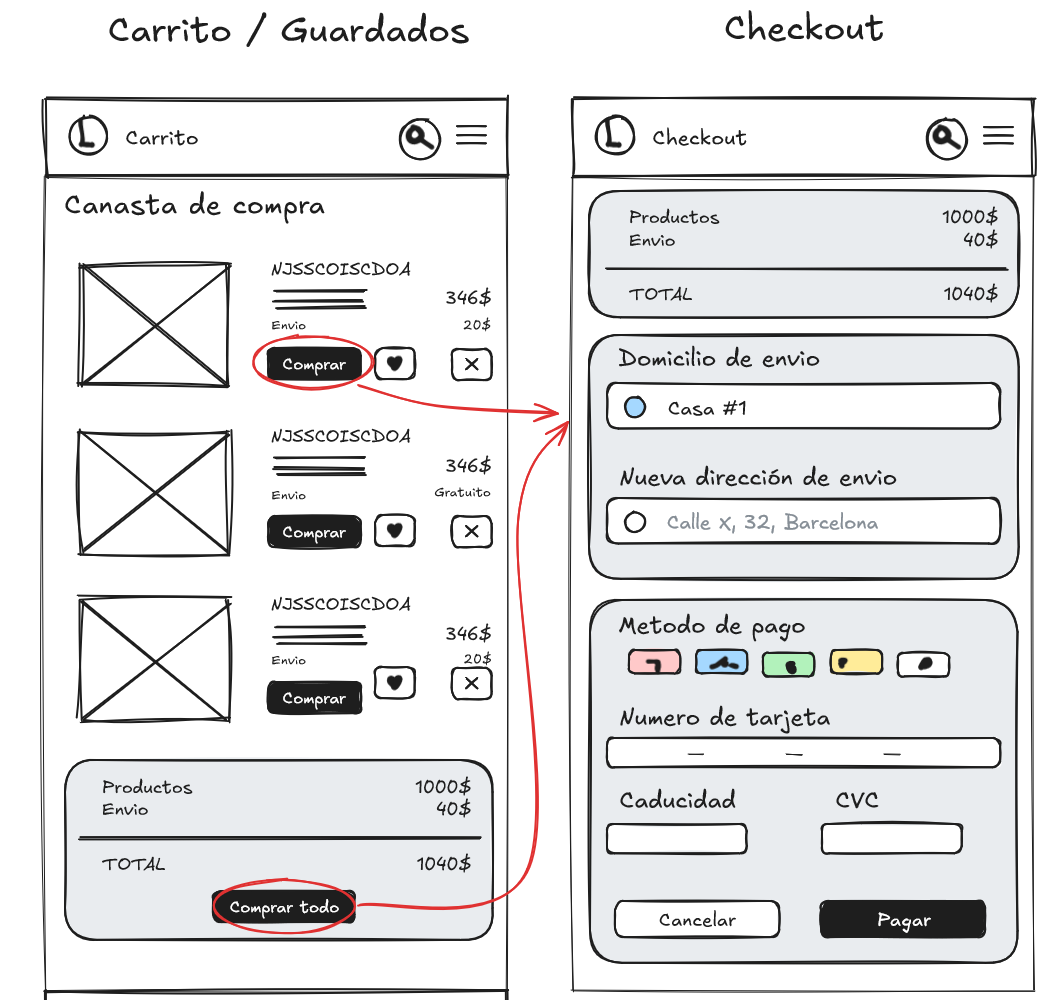 Carrito / Guardados
L Carrito
Canasta de compra
NJSSCOISCDOA
346$
Envio 20$
Comprar
NJSSCOISCDOA
346$
Envio Gratuito
Comprar
NJSSCOISCDOA
346$
Envio 20$
Comprar
Productos 1000$
Envio 40$
TOTAL 1040$
Comprar todo
Checkout
L Checkout
Productos 1000$
Envio 40$
TOTAL 1040$
Domicilio de envio
Casa #1
Nueva dirección de envio
Calle x, 32, Barcelona
Metodo de pago
Numero de tarjeta
— — —
Caducidad CVC
Cancelar Pagar